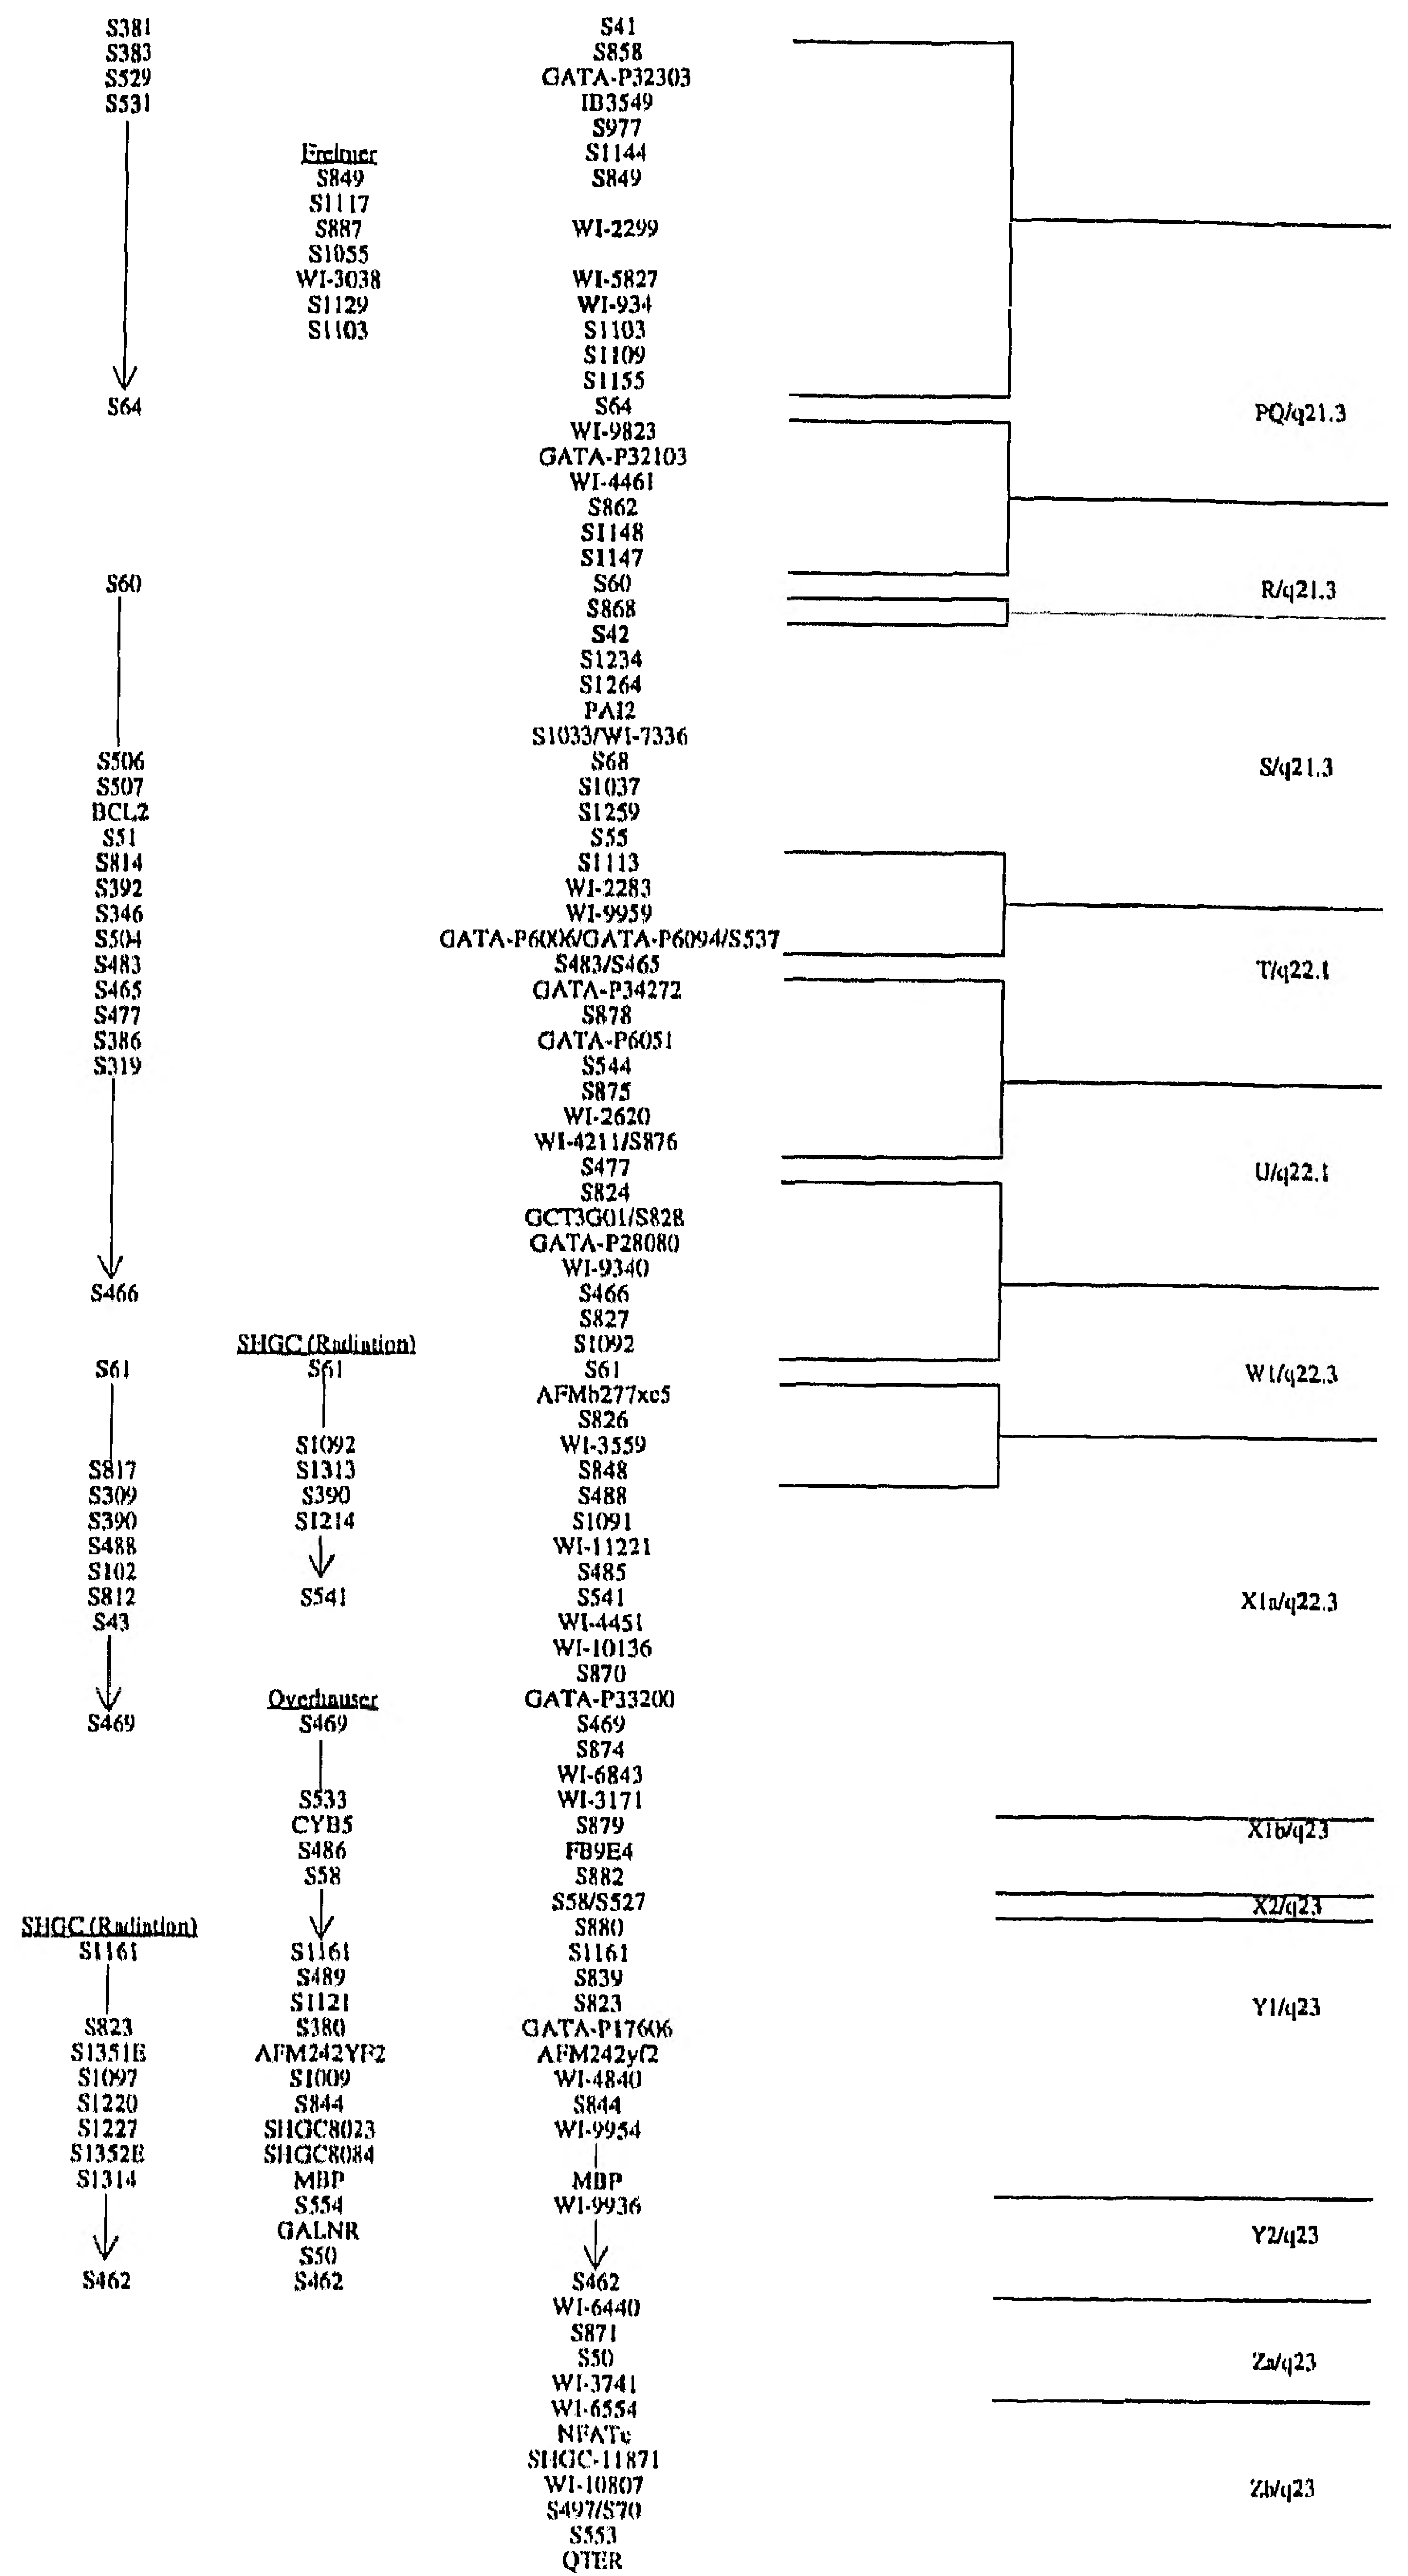 S381 S41
S383 S858
S529 GATA-P32303
S531 IB3549
S977
Freimer S1144
S849 S849
S1117
S887 WI-2299
S1055
WI-3038 WI-5827
S1129 WI-934
S1103 S1103
S1109
S1155
S64 S64 PQ/q21.3
WI-9823
GATA-P32103
WI-4461
S862
S1148
S1147
S60 S60 R/q21.3
S868
S42
S1234
S1264
PAI2
S1033/WI-7336
S506 S68 S/q21.3
S507 S1037
BCL2 S1259
S51 S55
S814 S1113
S392 WI-2283
S346 WI-9959
S504 GATA-P6006/GATA-P6094/S537
S483 S483/S465 T/q22.1
S465 GATA-P34272
S477 S878
S386 GATA-P6051
S319 S544
S875
WI-2620
WI-4211/S876
S477 U/q22.1
S824
GCT3G01/S828
GATA-P28080
WI-9340
S466 S466
S827
SHGC (Radiation) S1092
S61 S61 S61 W1/q22.3
AFMb277xc5
S826
S1092 WI-3559
S817 S1313 S848
S309 S390 S488
S390 S1214 S1091
S488 WI-11221
S102 S485
S812 S541 S541 X1a/q22.3
S43 WI-4451
WI-10136
S870
Overhauser GATA-P33200
S469 S469 S469
S874
WI-6843
S533 WI-3171
CYB5 S879 X1b/q23
S486 FB9E4
S58 S882
S58/S527 X2/q23
SHGC (Radiation) S880
S1161 S1161 S1161
S489 S839
S1121 S823 Y1/q23
S823 S380 GATA-P17606
S1351E AFM242YF2 AFM242yf2
S1097 S1009 WI-4840
S1220 S844 S844
S1227 SHGC8023 WI-9954
S1352E SHGC8084
S1314 MBP MBP
S554 WI-9936
GALNR Y2/q23
S50
S462 S462 S462
WI-6440
S871
S50 Za/q23
WI-3741
WI-6554
NFATc
SHGC-11871
WI-10807 Zb/q23
S497/S70
S553
QTER